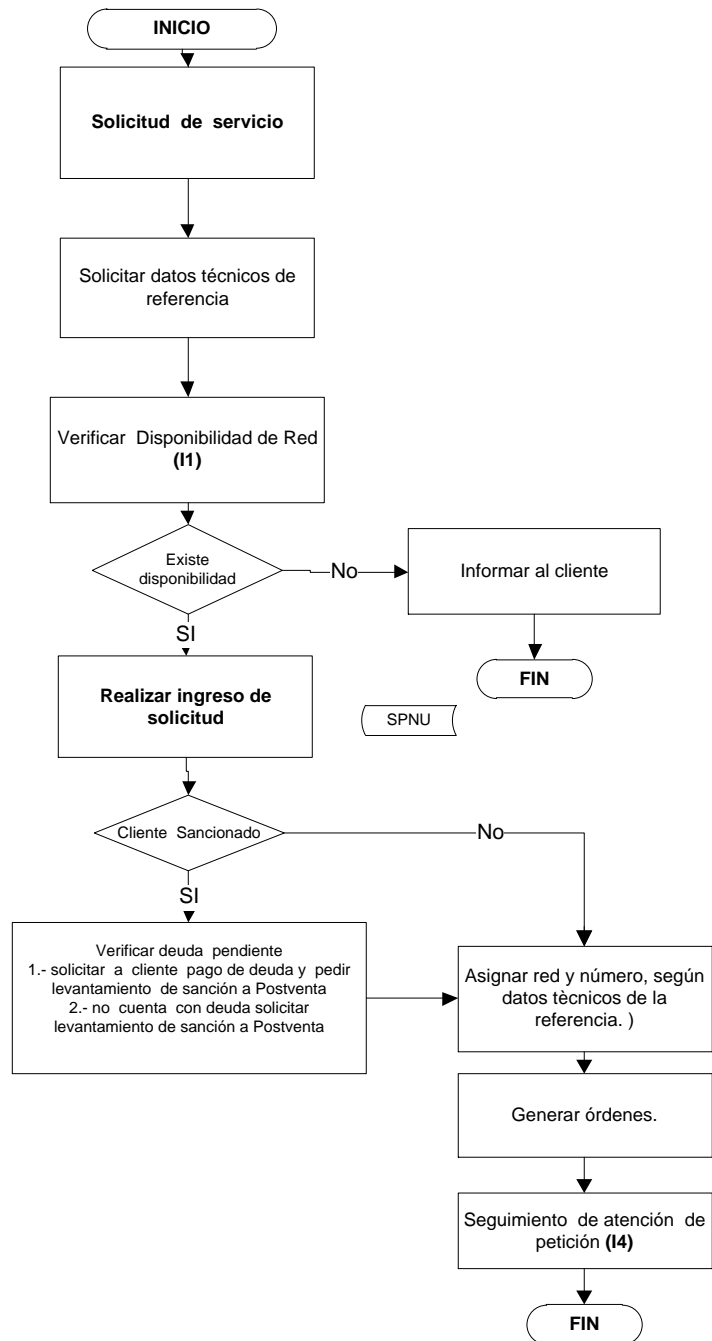 INICIO
Solicitud de servicio
Solicitar datos técnicos de
referencia
Verificar Disponibilidad de Red
(I1)
Existe
disponibilidad
No
Informar al cliente
SI
FIN
Realizar ingreso de
solicitud
SPNU
Cliente Sancionado
No
SI
Verificar deuda pendiente
1.- solicitar a cliente pago de deuda y pedir
levantamiento de sanción a Postventa
2.- no cuenta con deuda solicitar
levantamiento de sanción a Postventa
Asignar red y número, según
datos tècnicos de la
referencia. )
Generar órdenes.
Seguimiento de atención de
petición (I4)
FIN